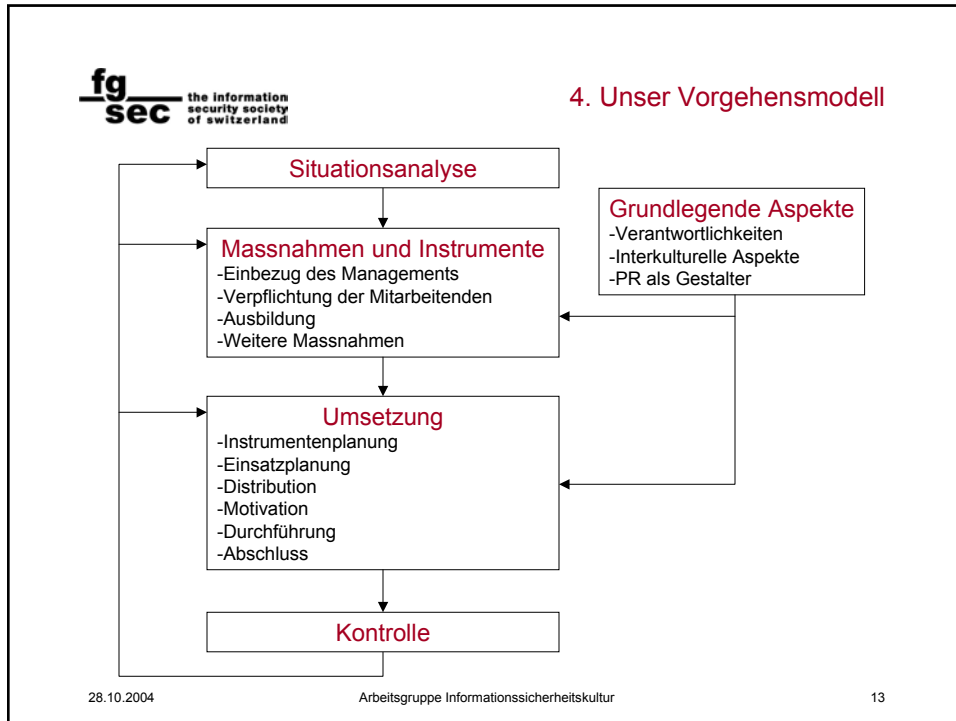 fg
sec
the information
security society
of switzerland
4. Unser Vorgehensmodell
Situationsanalyse
Massnahmen und Instrumente
-Einbezug des Managements
-Verpflichtung der Mitarbeitenden
-Ausbildung
-Weitere Massnahmen
Grundlegende Aspekte
-Verantwortlichkeiten
-Interkulturelle Aspekte
-PR als Gestalter
Umsetzung
-Instrumentenplanung
-Einsatzplanung
-Distribution
-Motivation
-Durchführung
-Abschluss
Kontrolle
28.10.2004 Arbeitsgruppe Informationssicherheitskultur 13